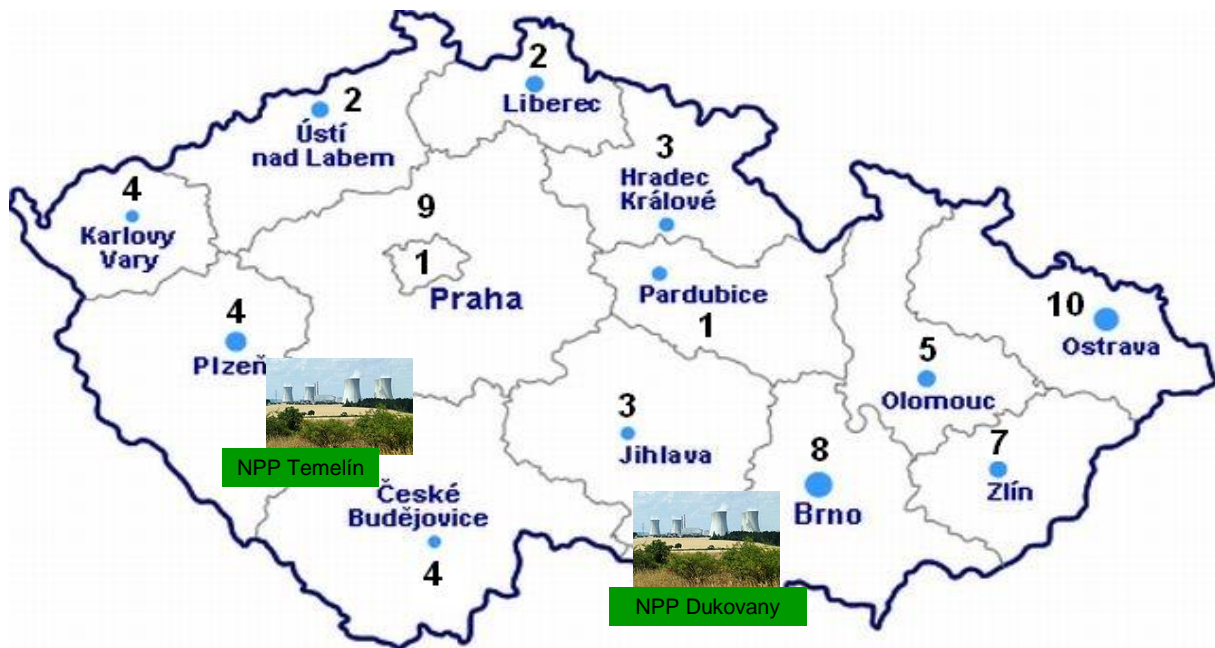 2
Liberec
2
Ústí
nad Labem
3
Hradec
Králové
4
Karlovy
Vary
9
1
Praha
Pardubice
1
4
Plzeň
10
Ostrava
5
Olomouc
3
Jihlava
8
Brno
7
Zlín
NPP Temelín
České
Budějovice
4
NPP Dukovany